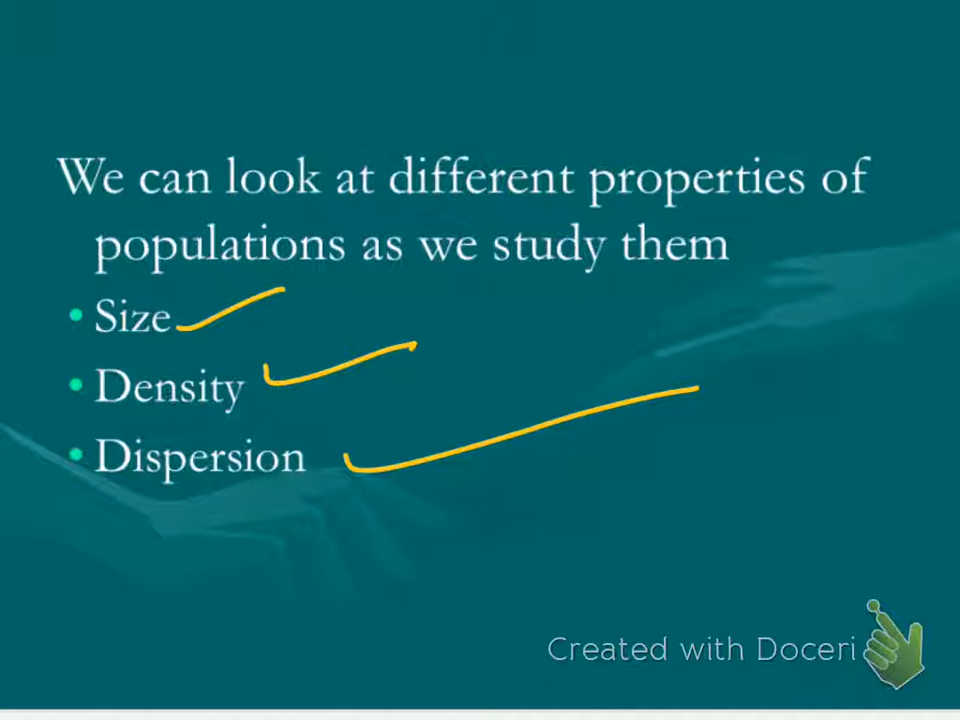 We can look at different properties of
populations as we study them
• Size
• Density
• Dispersion
Created with Doceri